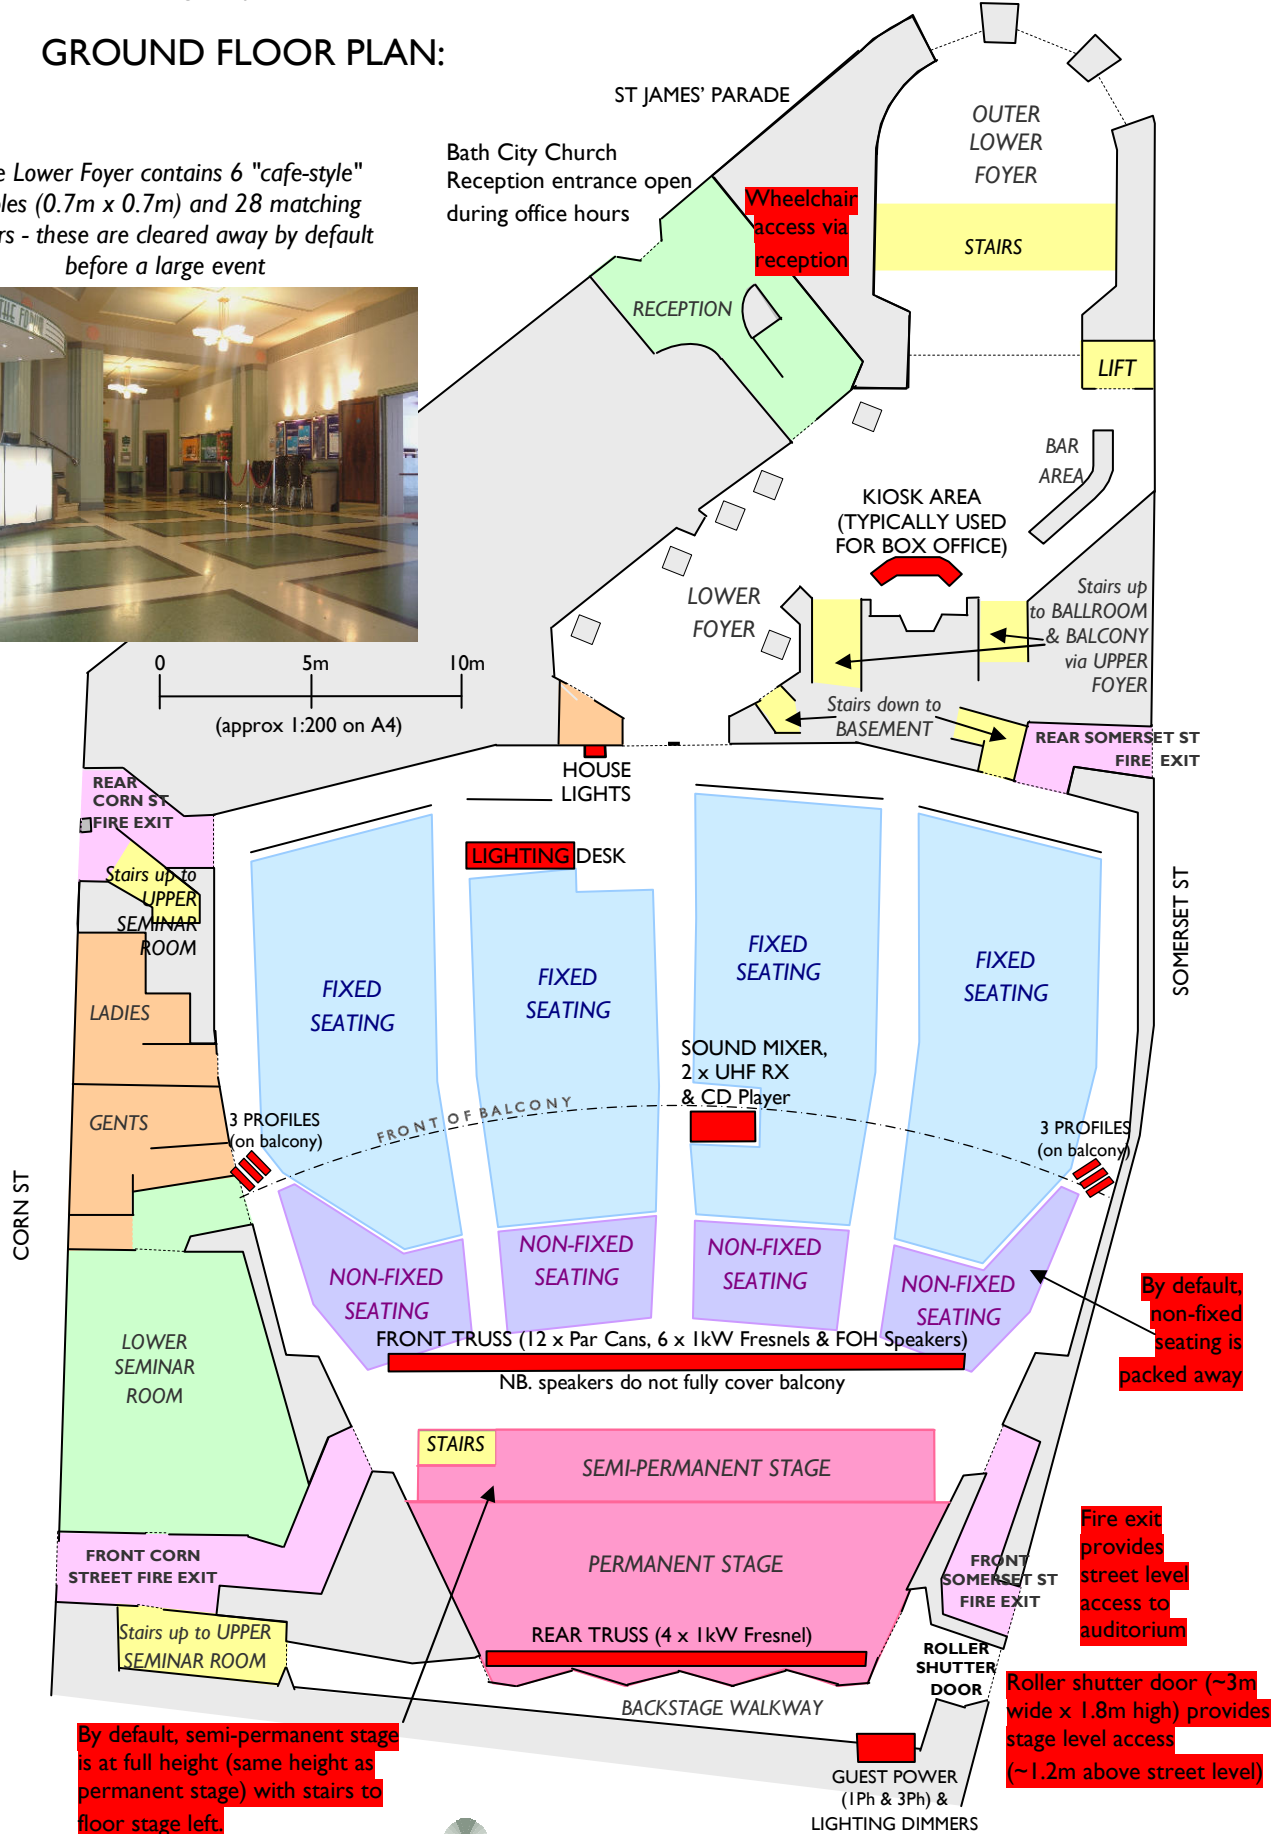 GROUND FLOOR PLAN:
ST JAMES' PARADE
Bath City Church
Reception entrance open
during office hours
Wheelchair
access via
reception
OUTER
LOWER
FOYER
STAIRS
Lower Foyer contains 6 "cafe-style"
(0.7m x 0.7m) and 28 matching
- these are cleared away by default
before a large event
THE FORUM
RECEPTION
LIFT
BAR
AREA
KIOSK AREA
(TYPICALLY USED
FOR BOX OFFICE)
LOWER
FOYER
Stairs up
to BALLROOM
& BALCONY
via UPPER
FOYER
0 5m 10m
(approx 1:200 on A4)
Stairs down to
BASEMENT
REAR SOMERSET ST
FIRE EXIT
HOUSE
LIGHTS
REAR
CORN ST
FIRE EXIT
LIGHTING DESK
Stairs up to
UPPER
SEMINAR
ROOM
SOMERSET ST
FIXED
SEATING
FIXED
SEATING
FIXED
SEATING
FIXED
SEATING
LADIES
SOUND MIXER,
2 x UHF RX
& CD Player
GENTS
3 PROFILES
(on balcony)
FRONT OF BALCONY
3 PROFILES
(on balcony)
CORN ST
NON-FIXED
SEATING
NON-FIXED
SEATING
NON-FIXED
SEATING
NON-FIXED
SEATING
By default,
non-fixed
seating is
packed away
FRONT TRUSS (12 x Par Cans, 6 x 1kW Fresnels & FOH Speakers)
NB. speakers do not fully cover balcony
LOWER
SEMINAR
ROOM
STAIRS
SEMI-PERMANENT STAGE
PERMANENT STAGE
Fire exit
provides
street level
access to
auditorium
FRONT CORN
STREET FIRE EXIT
FRONT
SOMERSET ST
FIRE EXIT
Stairs up to UPPER
SEMINAR ROOM
REAR TRUSS (4 x 1kW Fresnel)
ROLLER
SHUTTER
DOOR
BACKSTAGE WALKWAY
Roller shutter door (~3m
wide x 1.8m high) provides
stage level access
(~1.2m above street level)
By default, semi-permanent stage
is at full height (same height as
permanent stage) with stairs to
floor stage left.
GUEST POWER
(1Ph & 3Ph) &
LIGHTING DIMMERS